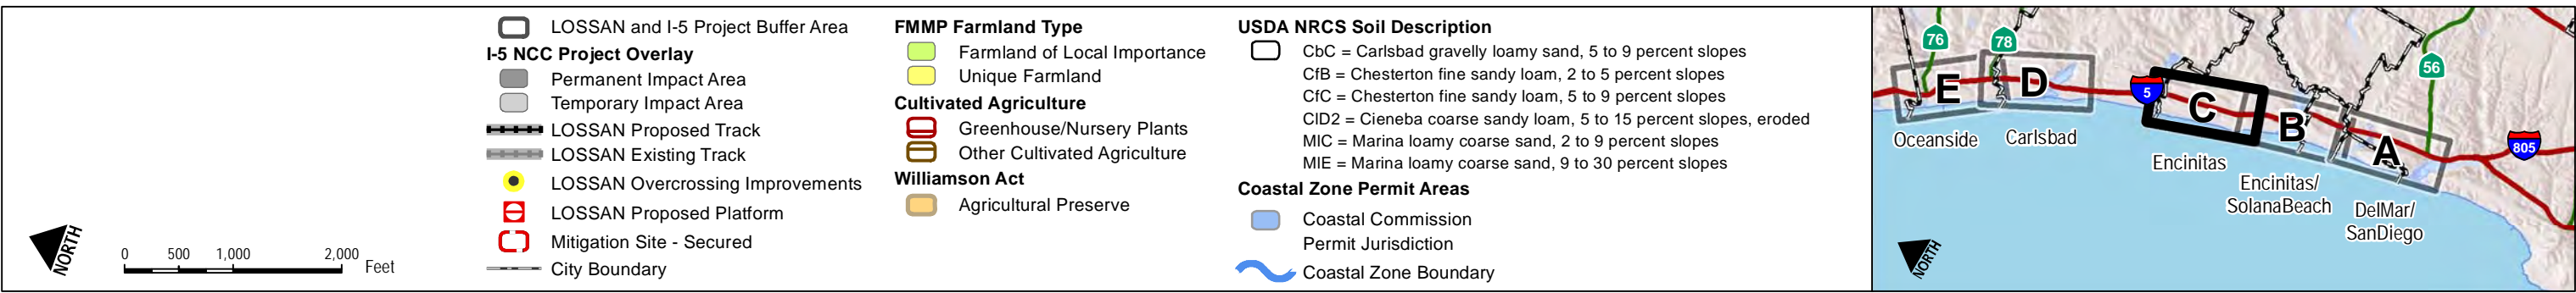 NORTH
0 500 1,000 2,000
Feet
LOSSAN and I-5 Project Buffer Area
I-5 NCC Project Overlay
Permanent Impact Area
Temporary Impact Area
LOSSAN Proposed Track
LOSSAN Existing Track
LOSSAN Overcrossing Improvements
LOSSAN Proposed Platform
Mitigation Site - Secured
City Boundary
FMMP Farmland Type
Farmland of Local Importance
Unique Farmland
Cultivated Agriculture
Greenhouse/Nursery Plants
Other Cultivated Agriculture
Williamson Act
Agricultural Preserve
USDA NRCS Soil Description
CbC = Carlsbad gravelly loamy sand, 5 to 9 percent slopes
CfB = Chesterton fine sandy loam, 2 to 5 percent slopes
CfC = Chesterton fine sandy loam, 5 to 9 percent slopes
ClD2 = Cieneba coarse sandy loam, 5 to 15 percent slopes, eroded
MlC = Marina loamy coarse sand, 2 to 9 percent slopes
MlE = Marina loamy coarse sand, 9 to 30 percent slopes
Coastal Zone Permit Areas
Coastal Commission
Permit Jurisdiction
Coastal Zone Boundary
76
78
56
5
805
E
D
C
B
A
Oceanside
Carlsbad
Encinitas
Encinitas/
SolanaBeach
DelMar/
SanDiego
NORTH